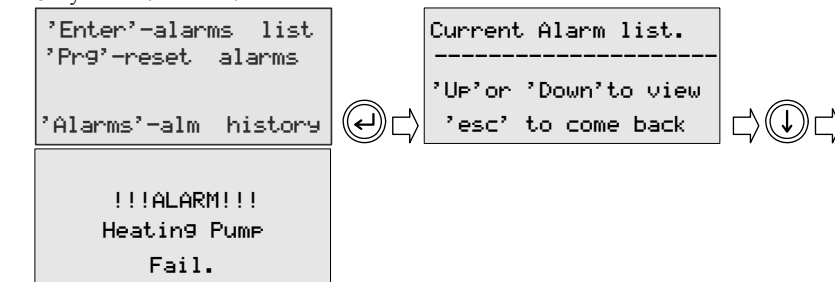 'Enter'-alarms list
'Prg'-reset alarms
'Alarms'-alm history
Current Alarm list.
--------------------
'Up'or 'Down'to view
'esc' to come back
!!!ALARM!!!
Heating Pump
Fail.